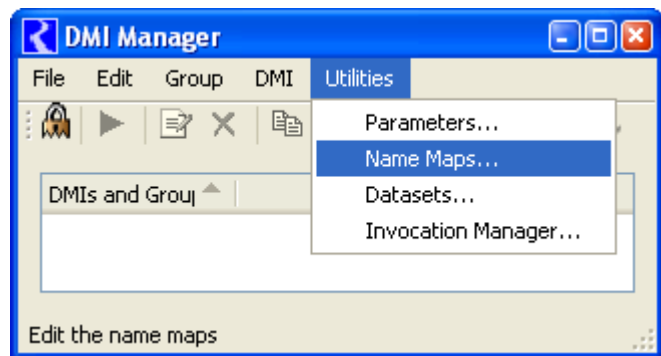 DMI Manager
File Edit Group DMI Utilities
Parameters...
Name Maps...
DMIs and Grou
Datasets...
Invocation Manager...
Edit the name maps